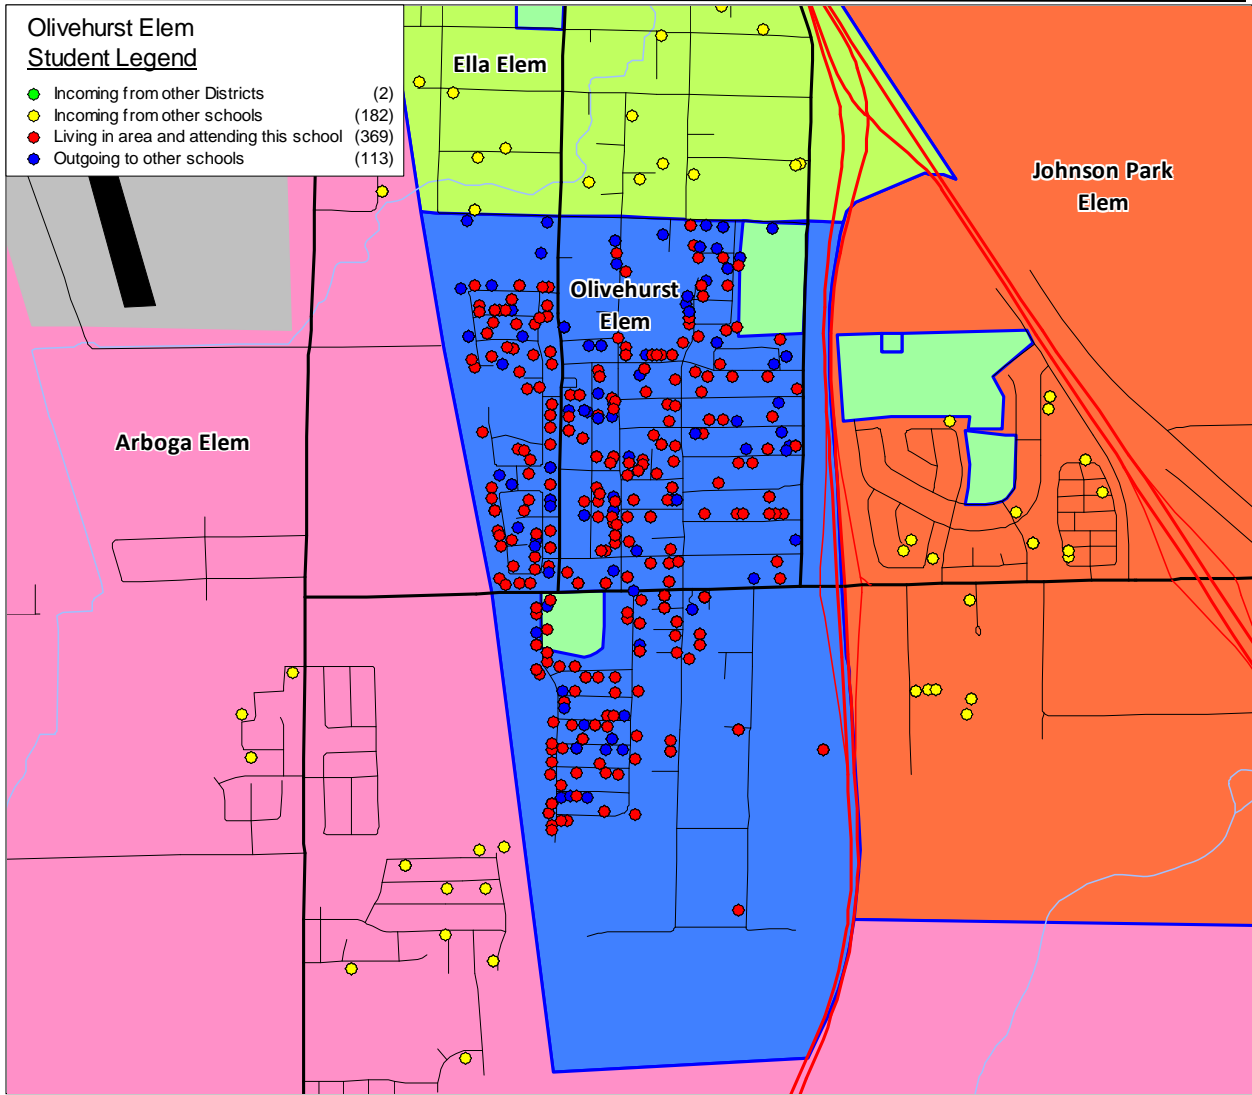 Olivehurst Elem
Student Legend
Incoming from other Districts (2)
Incoming from other schools (182)
Living in area and attending this school (369)
Outgoing to other schools (113)
Ella Elem
Johnson Park
Elem
Olivehurst
Elem
Arboga Elem